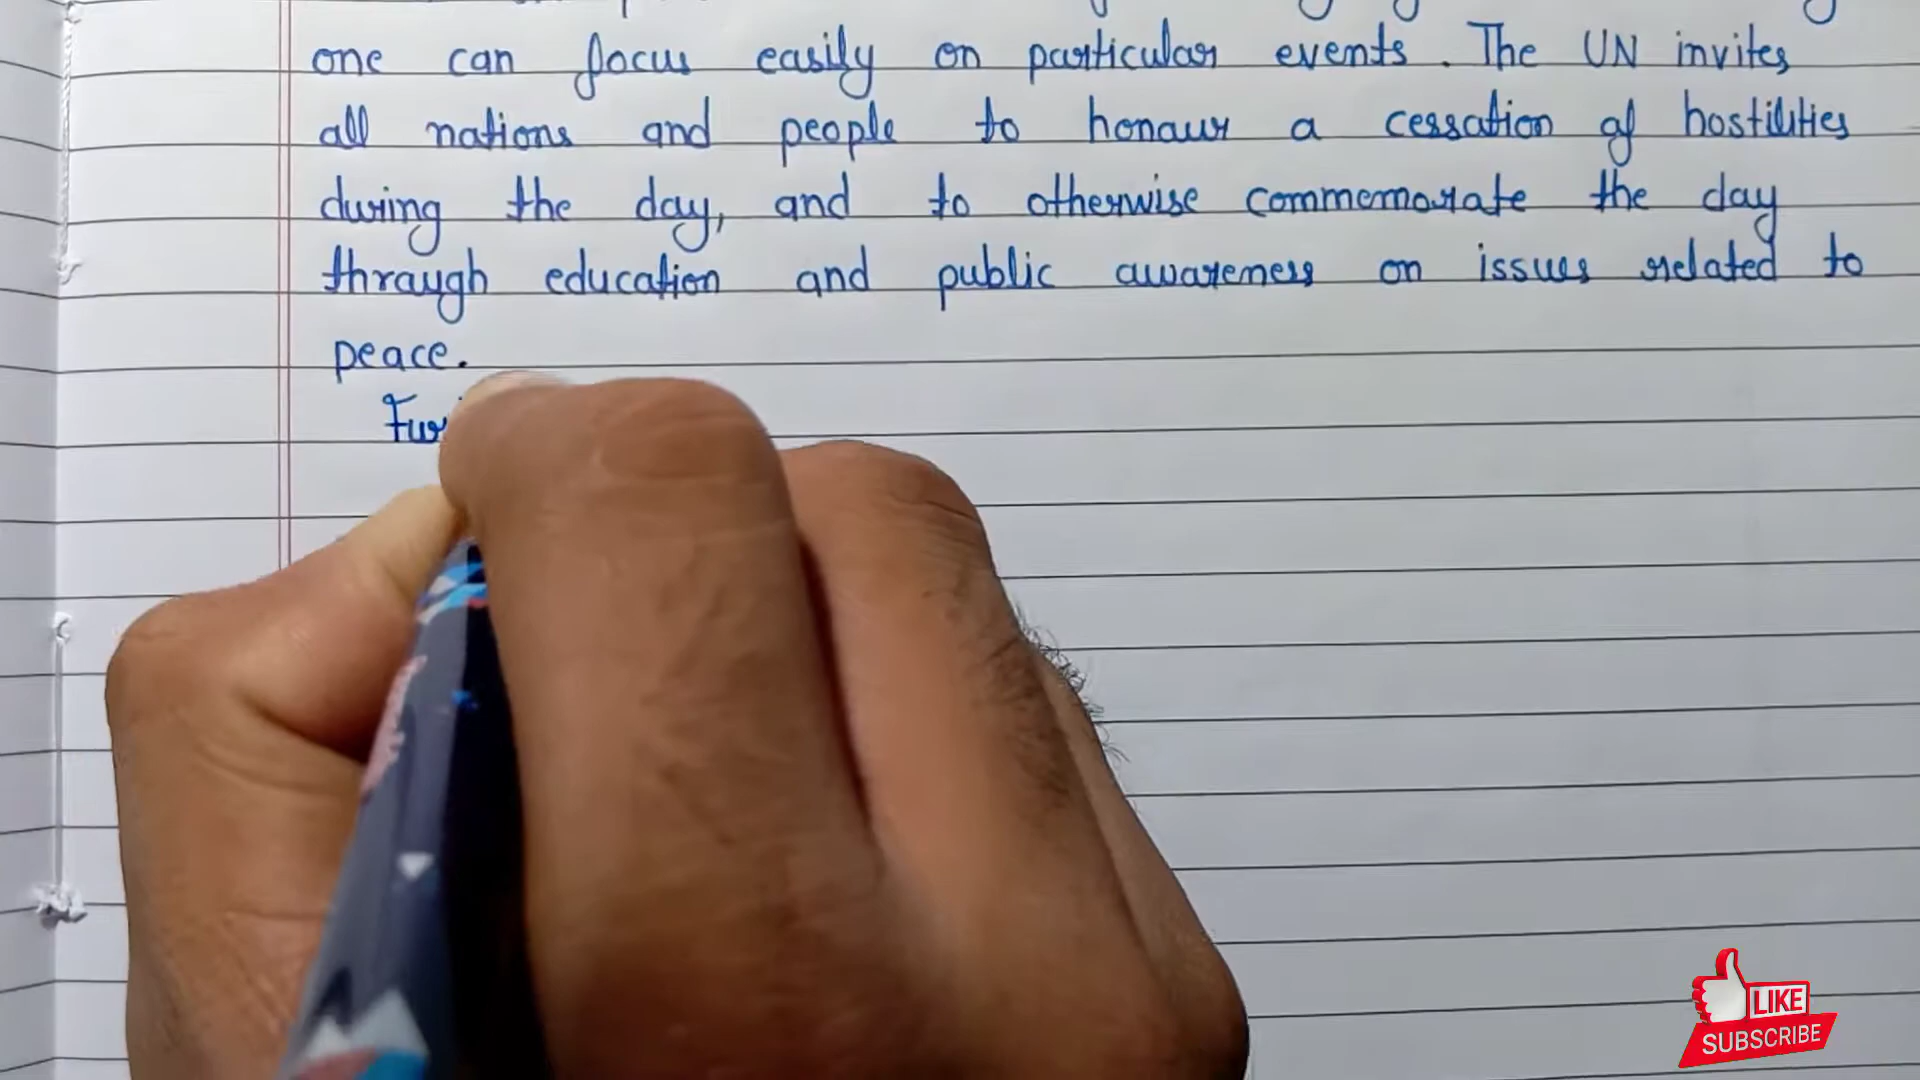 one can focus easily on particular events. The UN invites
all nations and people to honour a cessation of hostilities
during the day, and to otherwise commemorate the day
through education and public awareness on issues related to
peace.
LIKE
SUBSCRIBE